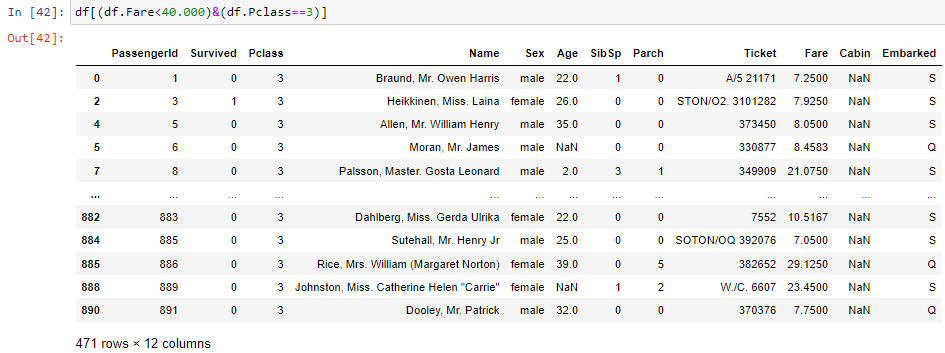 In [42]: df[(df.Fare<40.000)&(df.Pclass==3)]
Out[42]:
PassengerId Survived Pclass Name Sex Age SibSp Parch Ticket Fare Cabin Embarked
0 1 0 3 Braund, Mr. Owen Harris male 22.0 1 0 A/5 21171 7.2500 NaN S
2 3 1 3 Heikkinen, Miss. Laina female 26.0 0 0 STON/O2. 3101282 7.9250 NaN S
4 5 0 3 Allen, Mr. William Henry male 35.0 0 0 373450 8.0500 NaN S
5 6 0 3 Moran, Mr. James male NaN 0 0 330877 8.4583 NaN Q
7 8 0 3 Palsson, Master. Gosta Leonard male 2.0 3 1 349909 21.0750 NaN S
... ... ... ... ... ... ... ... ... ... ... ... ...
882 883 0 3 Dahlberg, Miss. Gerda Ulrika female 22.0 0 0 7552 10.5167 NaN S
884 885 0 3 Sutehall, Mr. Henry Jr male 25.0 0 0 SOTON/OQ 392076 7.0500 NaN S
885 886 0 3 Rice, Mrs. William (Margaret Norton) female 39.0 0 5 382652 29.1250 NaN Q
888 889 0 3 Johnston, Miss. Catherine Helen "Carrie" female NaN 1 2 W./C. 6607 23.4500 NaN S
890 891 0 3 Dooley, Mr. Patrick male 32.0 0 0 370376 7.7500 NaN Q
471 rows × 12 columns